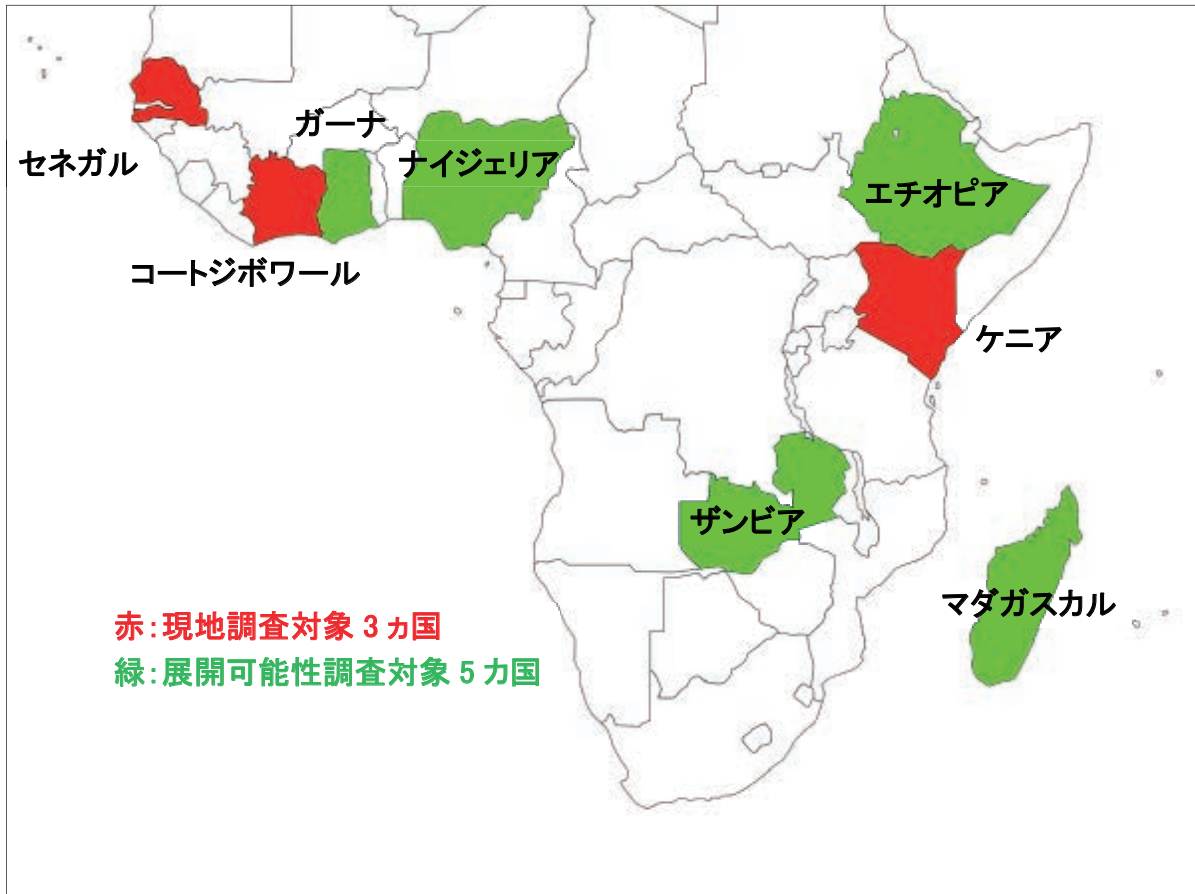 ガーナ
セネガル
ナイジェリア
エチオピア
コートジボワール
ケニア
ザンビア
マダガスカル
赤：現地調査対象 3 ヵ国
緑：展開可能性調査対象 5 カ国